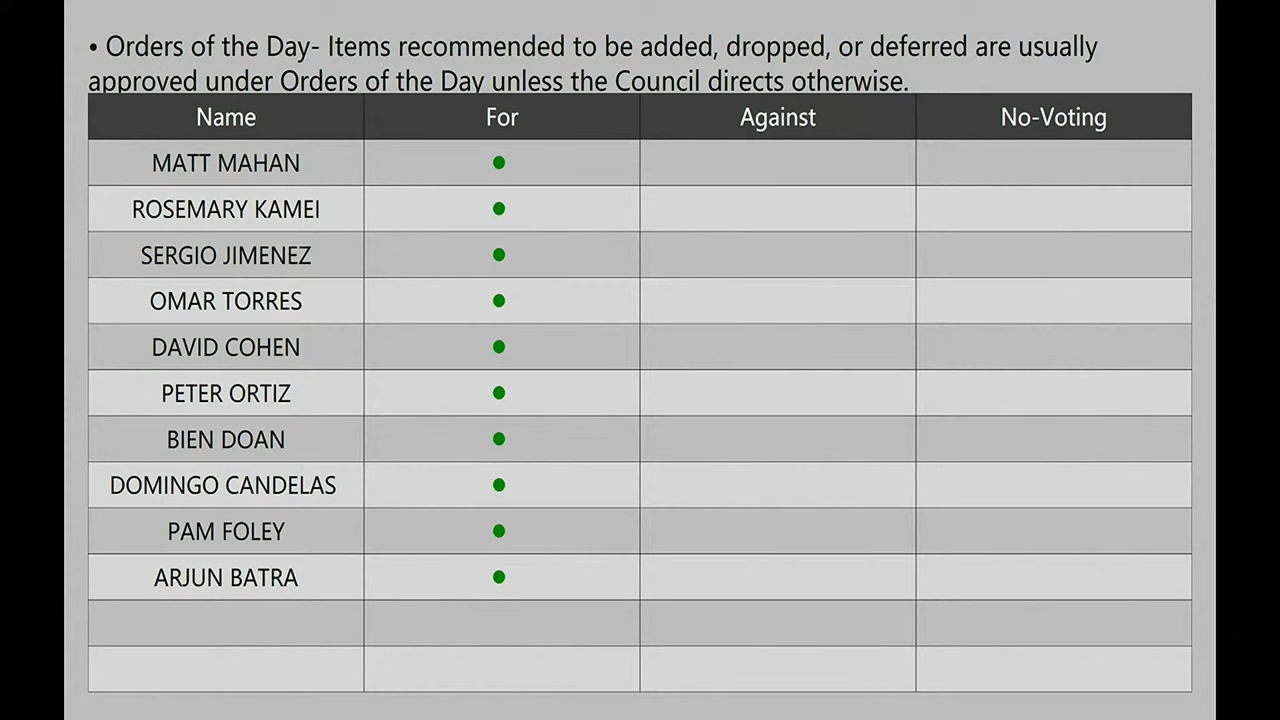 • Orders of the Day- Items recommended to be added, dropped, or deferred are usually
approved under Orders of the Day unless the Council directs otherwise.
Name For Against No-Voting
MATT MAHAN
ROSEMARY KAMEI
SERGIO JIMENEZ
OMAR TORRES
DAVID COHEN
PETER ORTIZ
BIEN DOAN
DOMINGO CANDELAS
PAM FOLEY
ARJUN BATRA